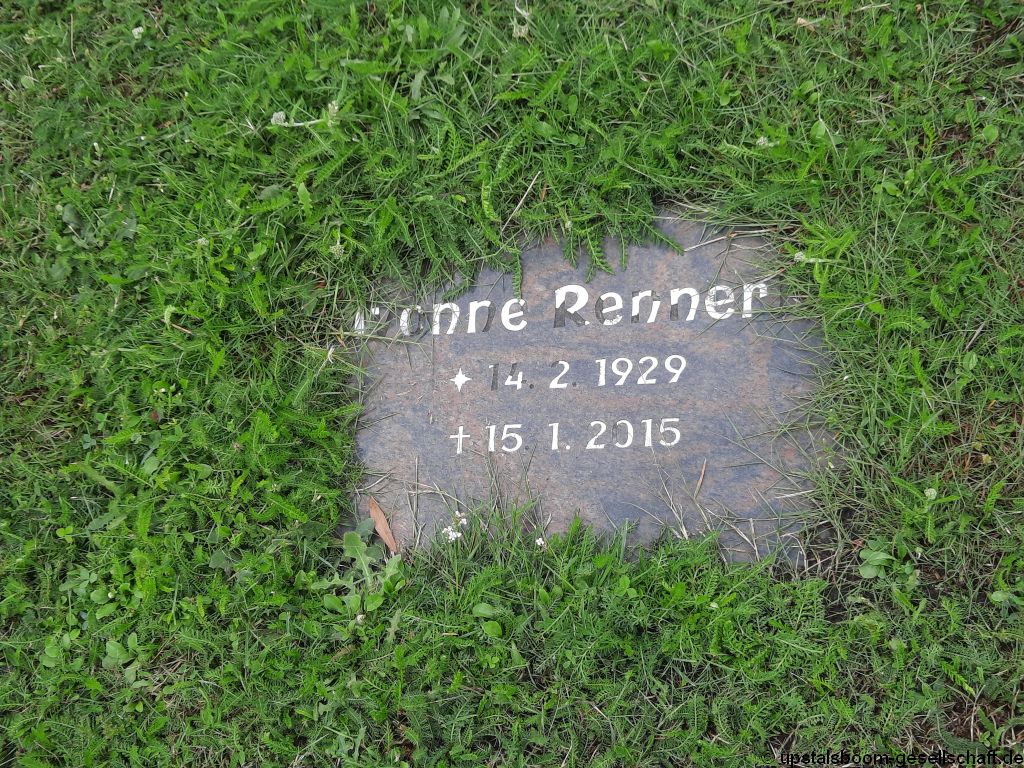 Renner
✦ 14. 2. 1929
† 15. 1. 2015
© upstalsboom-gesellschaft.de